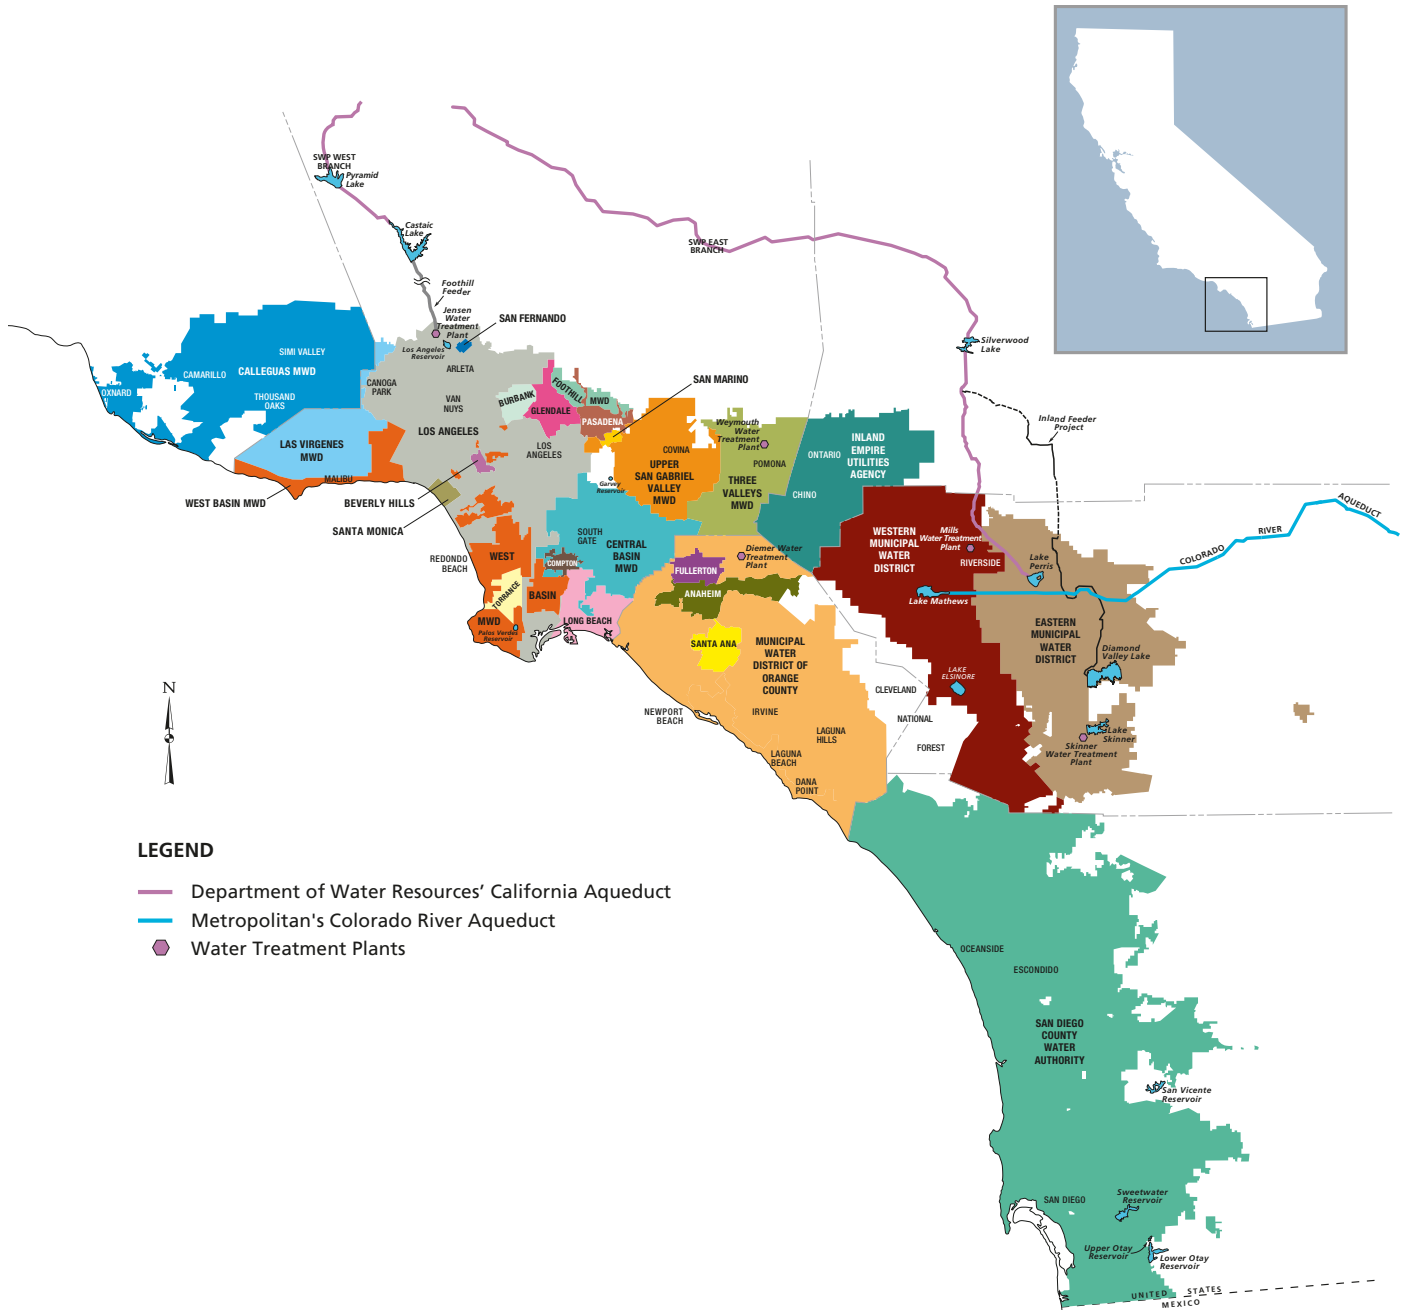 SWP WEST
BRANCH
Pyramid
Lake
Castaic
Lake
SWP EAST
BRANCH
Foothill
Feeder
Jensen
Water
Treatment
Plant
SAN FERNANDO
Los Angeles
Reservoir
Silverwood
Lake
SIMI VALLEY
CAMARILLO
CALLEGUAS MWD
OXNARD
THOUSAND
OAKS
CANOGA
PARK
ARLETA
VAN
NUYS
BURBANK
FOOTHILL
MWD
GLENDALE
PASADENA
SAN MARINO
LOS ANGELES
LOS
ANGELES
LAS VIRGENES
MWD
MALIBU
WEST BASIN MWD
BEVERLY HILLS
SANTA MONICA
Garvey
Reservoir
COVINA
UPPER
SAN GABRIEL
VALLEY
MWD
Weymouth
Water
Treatment
Plant
POMONA
THREE
VALLEYS
MWD
ONTARIO
CHINO
INLAND
EMPIRE
UTILITIES
AGENCY
Inland Feeder
Project
COLORADO
RIVER
AQUEDUCT
REDONDO
BEACH
WEST
BASIN
MWD
TORRANCE
Palos Verdes
Reservoir
COMPTON
SOUTH
GATE
CENTRAL
BASIN
MWD
LONG BEACH
FULLERTON
ANAHEIM
Diemer Water
Treatment
Plant
SANTA ANA
MUNICIPAL
WATER
DISTRICT OF
ORANGE
COUNTY
NEWPORT
BEACH
IRVINE
LAGUNA
HILLS
LAGUNA
BEACH
DANA
POINT
WESTERN
MUNICIPAL
WATER
DISTRICT
Mills
Water Treatment
Plant
RIVERSIDE
Lake
Perris
Lake Mathews
EASTERN
MUNICIPAL
WATER
DISTRICT
Diamond
Valley Lake
LAKE
ELSINORE
CLEVELAND
NATIONAL
FOREST
Lake
Skinner
Skinner
Water Treatment
Plant
N
LEGEND
Department of Water Resources' California Aqueduct
Metropolitan's Colorado River Aqueduct
Water Treatment Plants
OCEANSIDE
ESCONDIDO
SAN DIEGO
COUNTY
WATER
AUTHORITY
San Vicente
Reservoir
SAN DIEGO
Sweetwater
Reservoir
Upper Otay
Reservoir
Lower Otay
Reservoir
UNITED STATES
MEXICO